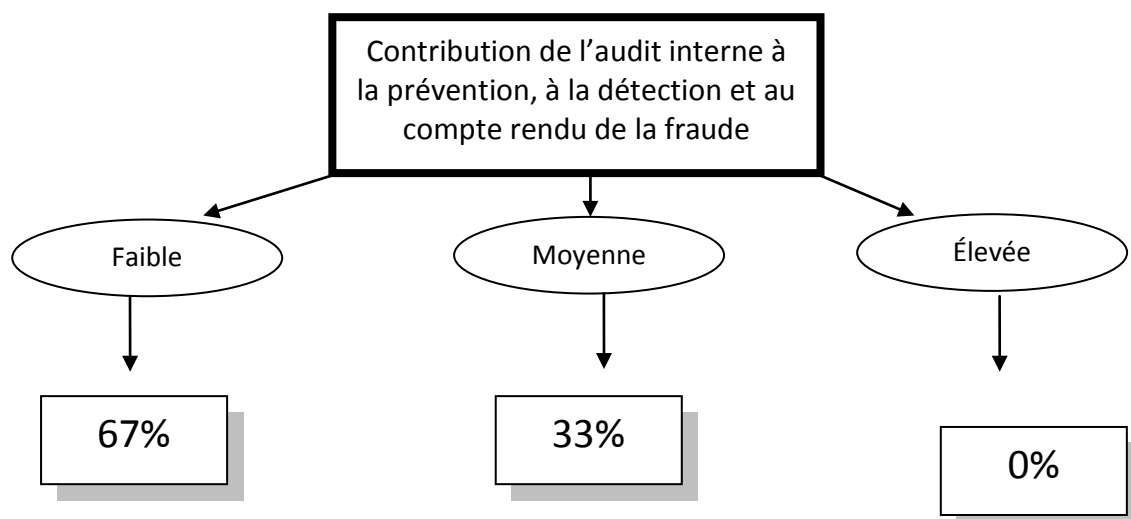 Contribution de l’audit interne à
la prévention, à la détection et au
compte rendu de la fraude
Faible
Moyenne
Élevée
67%
33%
0%